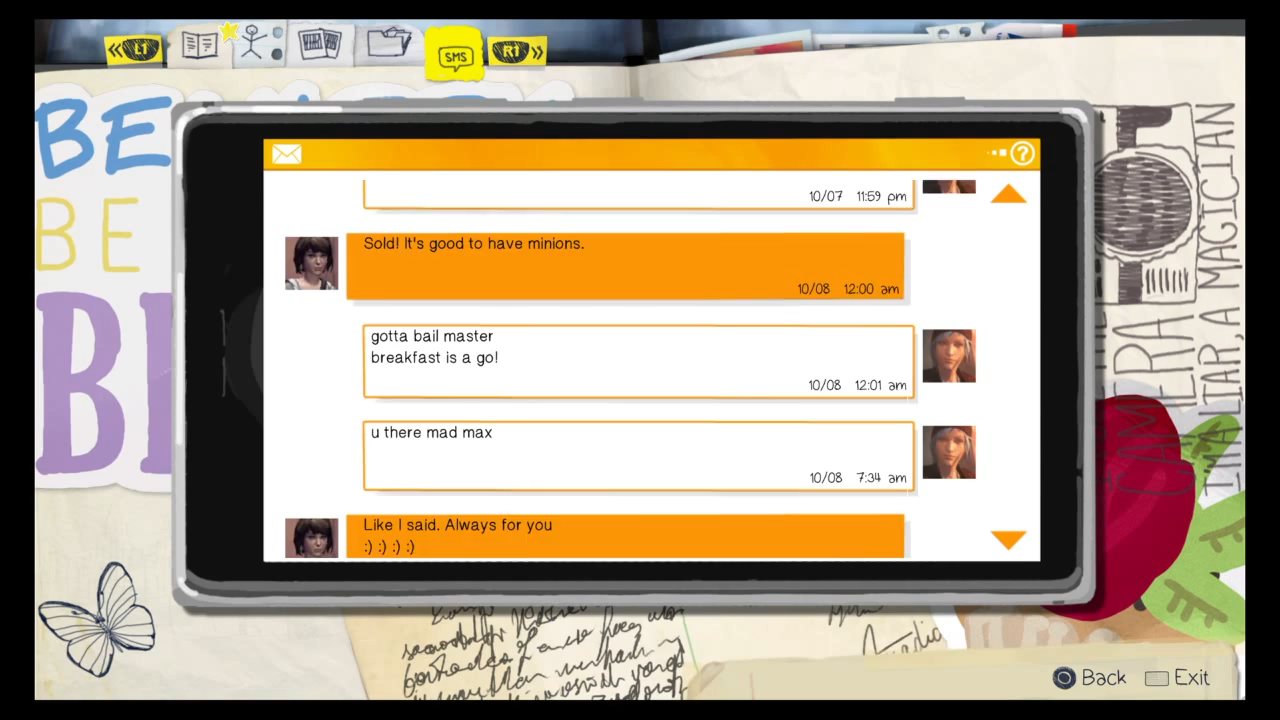 L1
SMS
R1
BE
BE
10/07 11:59 pm
Sold! It's good to have minions.
10/08 12:00 am
gotta bail master
breakfast is a go!
10/08 12:01 am
u there mad max
10/08 7:34 am
Like I said. Always for you
:) :) :) :)
CAMERA
LIAR, A MAGICIAN
Back
Exit